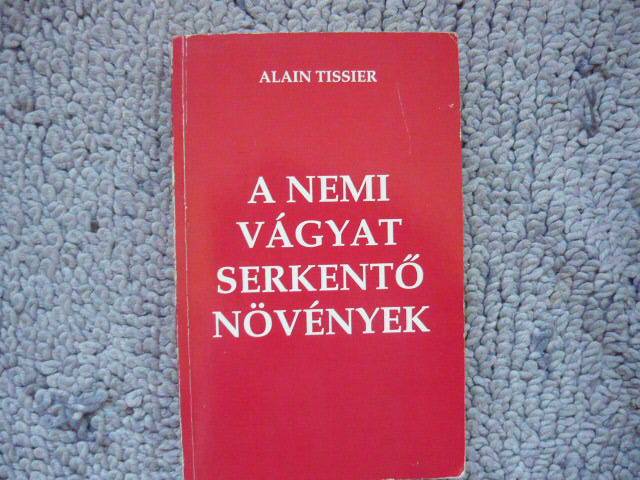 ALAIN TISSIER
A NEMI
VÁGYAT
SERKENTŐ
NÖVÉNYEK